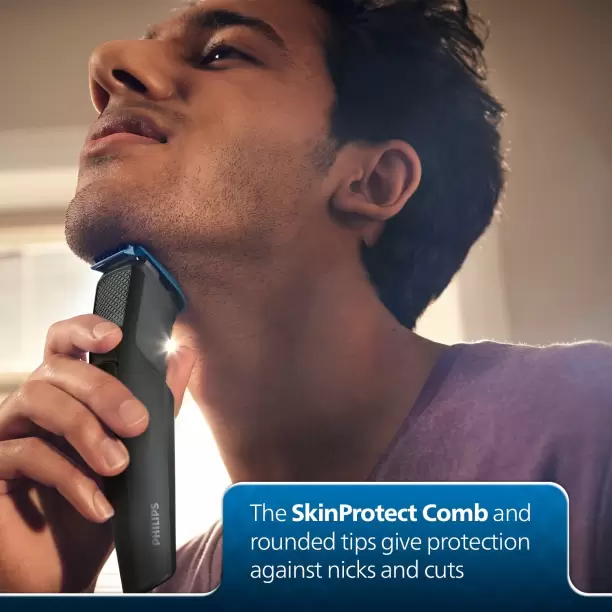 PHILIPS
The SkinProtect Comb and
rounded tips give protection
against nicks and cuts